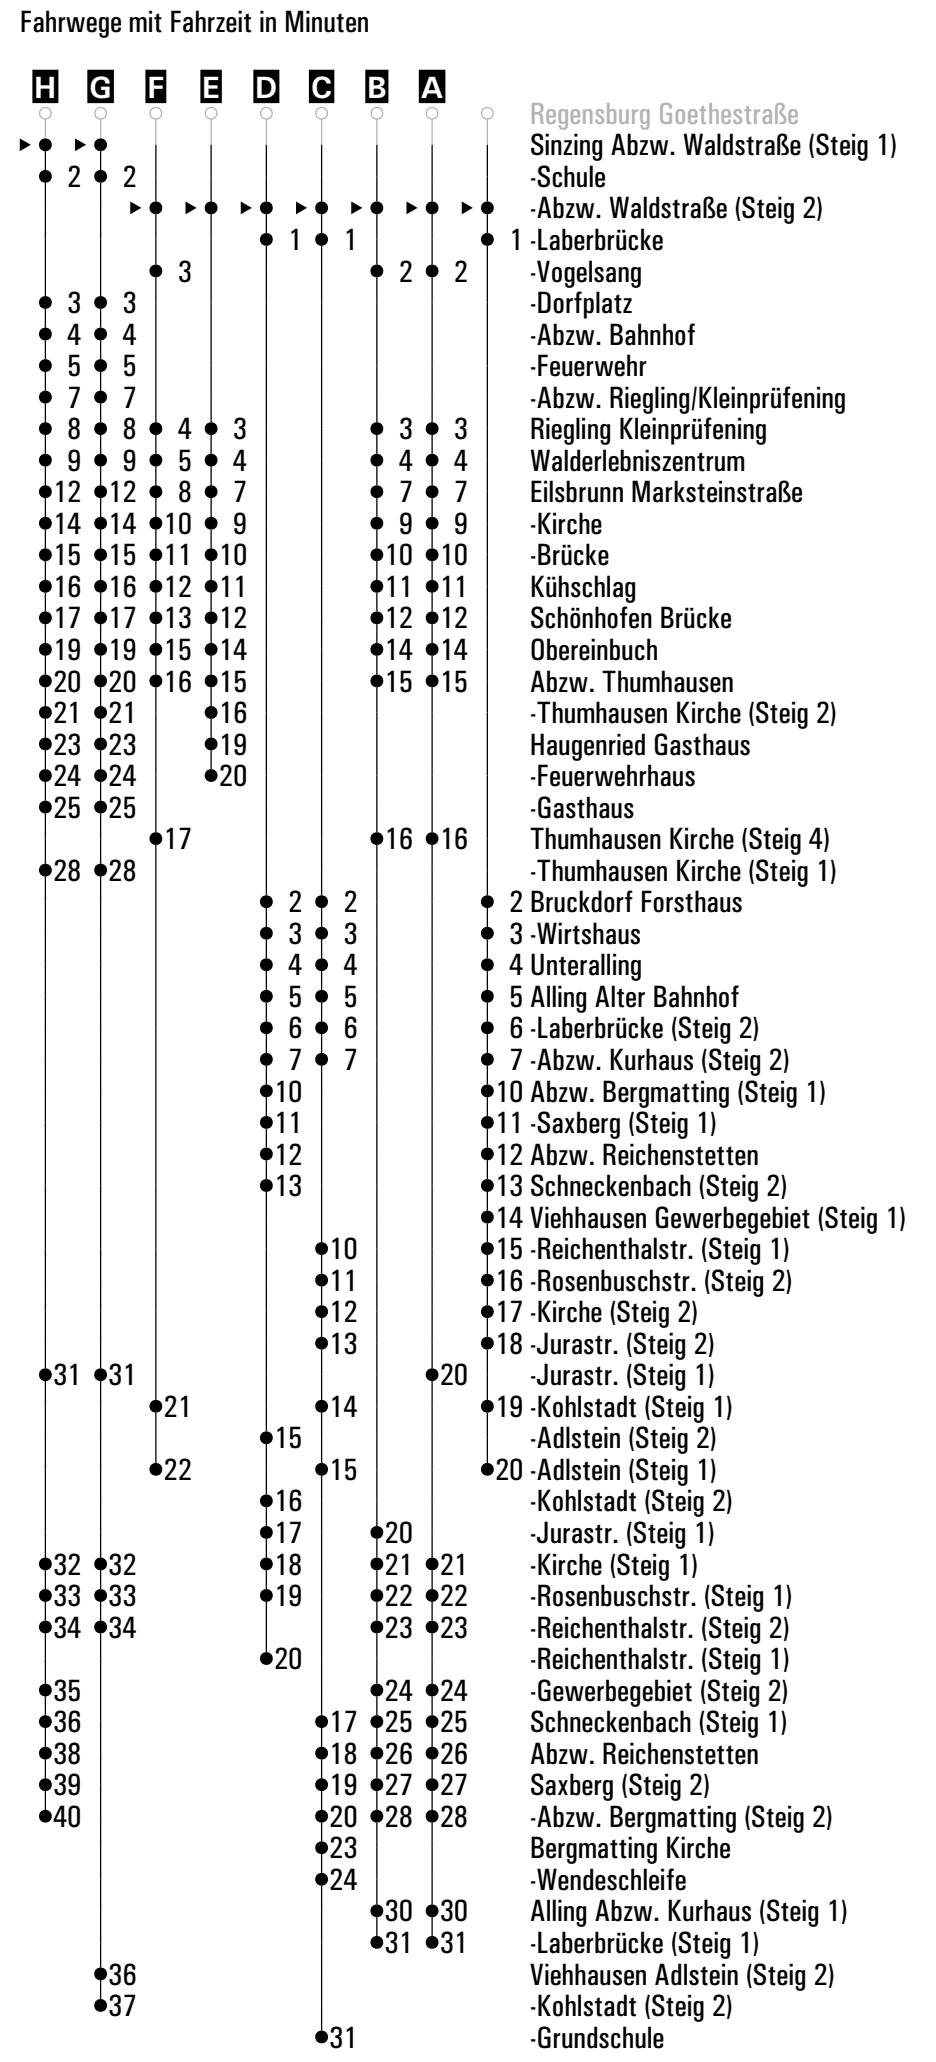 Fahrwege mit Fahrzeit in Minuten
H G F E D C B A
Regensburg Goethestraße
Sinzing Abzw. Waldstraße (Steig 1)
2 2 -Schule
-Abzw. Waldstraße (Steig 2)
1 1 1 -Laberbrücke
3 2 2 -Vogelsang
3 3 -Dorfplatz
4 4 -Abzw. Bahnhof
5 5 -Feuerwehr
7 7 -Abzw. Riegling/Kleinprüfening
8 8 4 3 3 3 Riegling Kleinprüfening
9 9 5 4 4 4 Walderlebniszentrum
12 12 8 7 7 7 Eilsbrunn Marksteinstraße
14 14 10 9 9 9 -Kirche
15 15 11 10 10 10 -Brücke
16 16 12 11 11 11 Kühschlag
17 17 13 12 12 12 Schönhofen Brücke
19 19 15 14 14 14 Obereinbuch
20 20 16 15 15 15 Abzw. Thumhausen
21 21 16 -Thumhausen Kirche (Steig 2)
23 23 19 Haugenried Gasthaus
24 24 20 -Feuerwehrhaus
25 25 -Gasthaus
17 16 16 Thumhausen Kirche (Steig 4)
28 28 -Thumhausen Kirche (Steig 1)
2 2 2 Bruckdorf Forsthaus
3 3 3 -Wirtshaus
4 4 4 Unteralling
5 5 5 Alling Alter Bahnhof
6 6 6 -Laberbrücke (Steig 2)
7 7 7 -Abzw. Kurhaus (Steig 2)
10 10 Abzw. Bergmatting (Steig 1)
11 11 -Saxberg (Steig 1)
12 12 Abzw. Reichenstetten
13 13 Schneckenbach (Steig 2)
14 Viehhausen Gewerbegebiet (Steig 1)
10 15 -Reichenthalstr. (Steig 1)
11 16 -Rosenbuschstr. (Steig 2)
12 17 -Kirche (Steig 2)
13 18 -Jurastr. (Steig 2)
31 31 20 -Jurastr. (Steig 1)
21 14 19 -Kohlstadt (Steig 1)
15 -Adlstein (Steig 2)
22 15 20 -Adlstein (Steig 1)
16 -Kohlstadt (Steig 2)
17 20 -Jurastr. (Steig 1)
32 32 18 21 21 -Kirche (Steig 1)
33 33 19 22 22 -Rosenbuschstr. (Steig 1)
34 34 23 23 -Reichenthalstr. (Steig 2)
20 -Reichenthalstr. (Steig 1)
35 24 24 -Gewerbegebiet (Steig 2)
36 17 25 25 Schneckenbach (Steig 1)
38 18 26 26 Abzw. Reichenstetten
39 19 27 27 Saxberg (Steig 2)
40 20 28 28 -Abzw. Bergmatting (Steig 2)
23 Bergmatting Kirche
24 -Wendeschleife
30 30 Alling Abzw. Kurhaus (Steig 1)
31 31 -Laberbrücke (Steig 1)
36 Viehhausen Adlstein (Steig 2)
37 -Kohlstadt (Steig 2)
31 -Grundschule